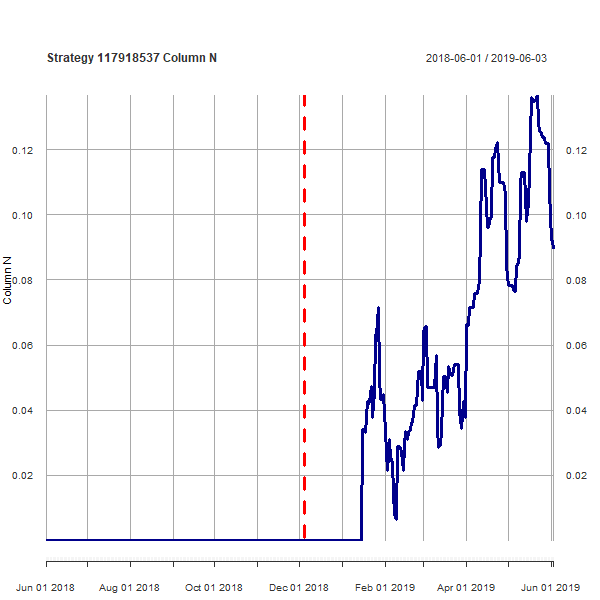 Strategy 117918537 Column N
2018-06-01 / 2019-06-03
Column N
0.12
0.10
0.08
0.06
0.04
0.02
0.12
0.10
0.08
0.06
0.04
0.02
Jun 01 2018
Aug 01 2018
Oct 01 2018
Dec 01 2018
Feb 01 2019
Apr 01 2019
Jun 01 2019